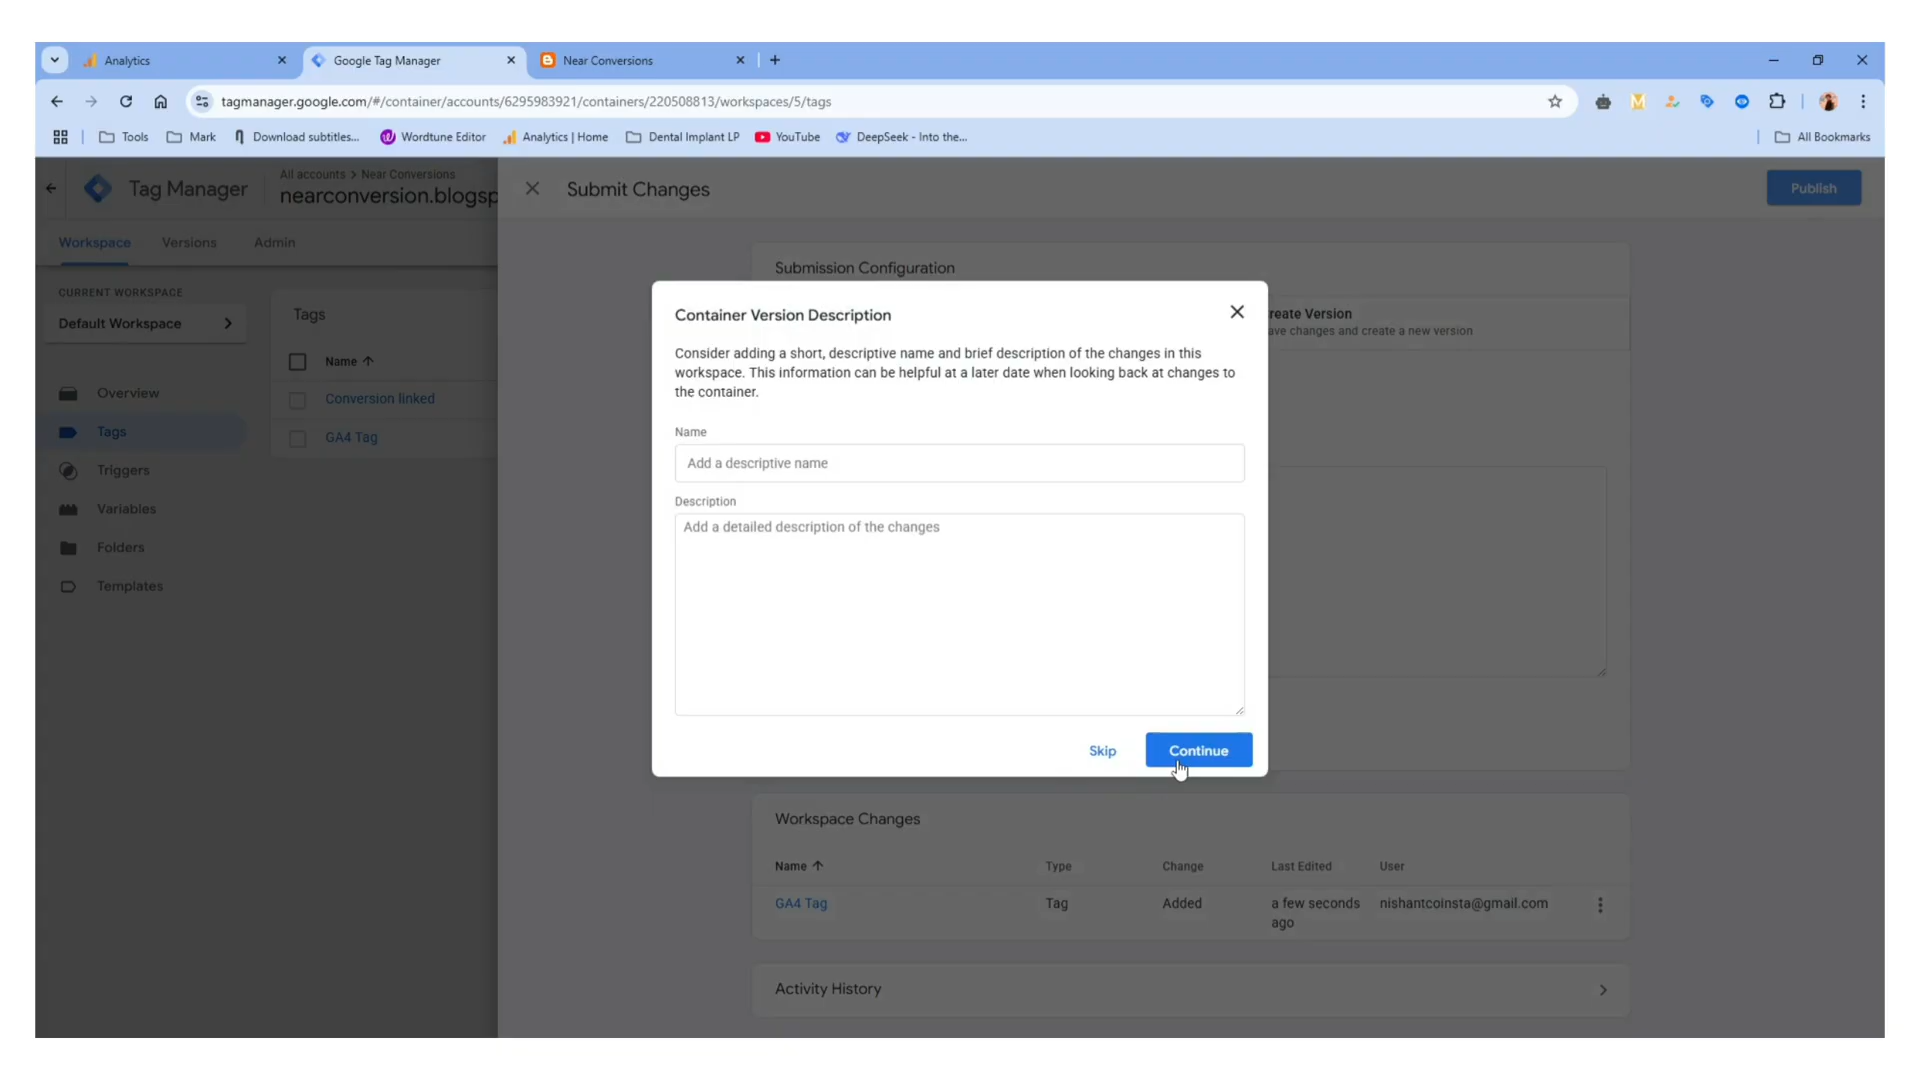 Analytics
Google Tag Manager
Near Conversions
tagmanager.google.com/#/container/accounts/6295983921/containers/220508813/workspaces/5/tags
Tools
Mark
Download subtitles...
Wordtune Editor
Analytics | Home
Dental Implant LP
YouTube
DeepSeek - Into the...
All Bookmarks
Tag Manager
All accounts > Near Conversions
nearconversion.blogsp
Submit Changes
Publish
Workspace
Versions
Admin
CURRENT WORKSPACE
Default Workspace
Overview
Tags
Triggers
Variables
Folders
Templates
Tags
Name
Conversion linked
GA4 Tag
Submission Configuration
reate Version
ave changes and create a new version
Container Version Description
Consider adding a short, descriptive name and brief description of the changes in this
workspace. This information can be helpful at a later date when looking back at changes to
the container.
Name
Add a descriptive name
Description
Add a detailed description of the changes
Skip
Continue
Workspace Changes
Name
Type
Change
Last Edited
User
GA4 Tag
Tag
Added
a few seconds
ago
nishantcoinsta@gmail.com
Activity History